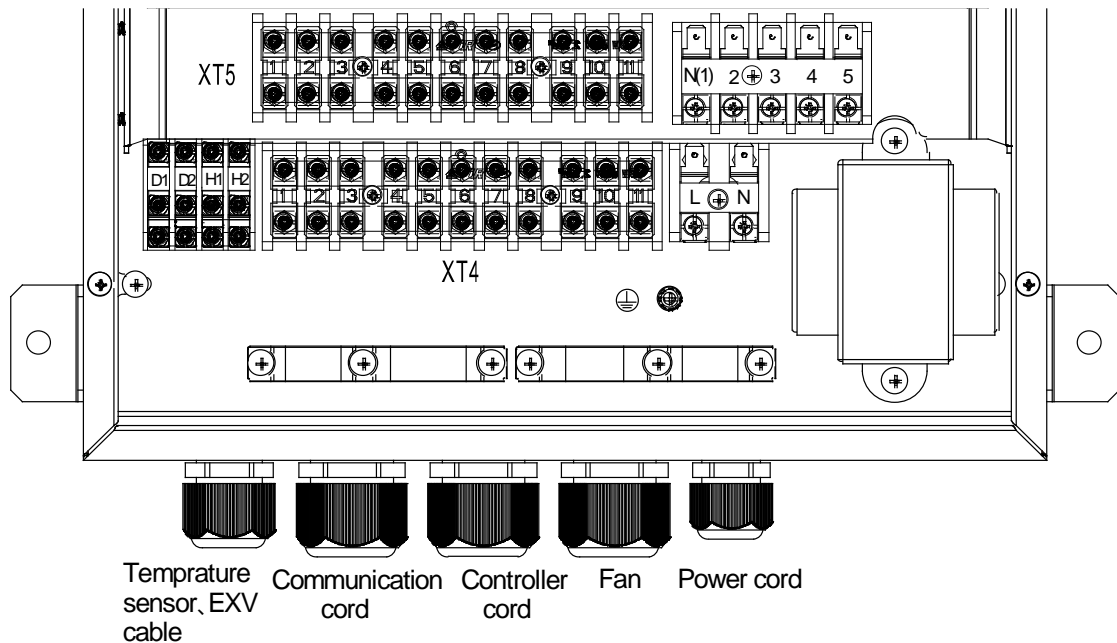 XT5
1 2 3 4 5 6 7 8 9 10 11
N(1) 2 3 4 5
D1 D2 H1 H2
1 2 3 4 5 6 7 8 9 10 11
L N
XT4
Temprature
sensor、EXV
cable
Communication
cord
Controller
cord
Fan
Power cord